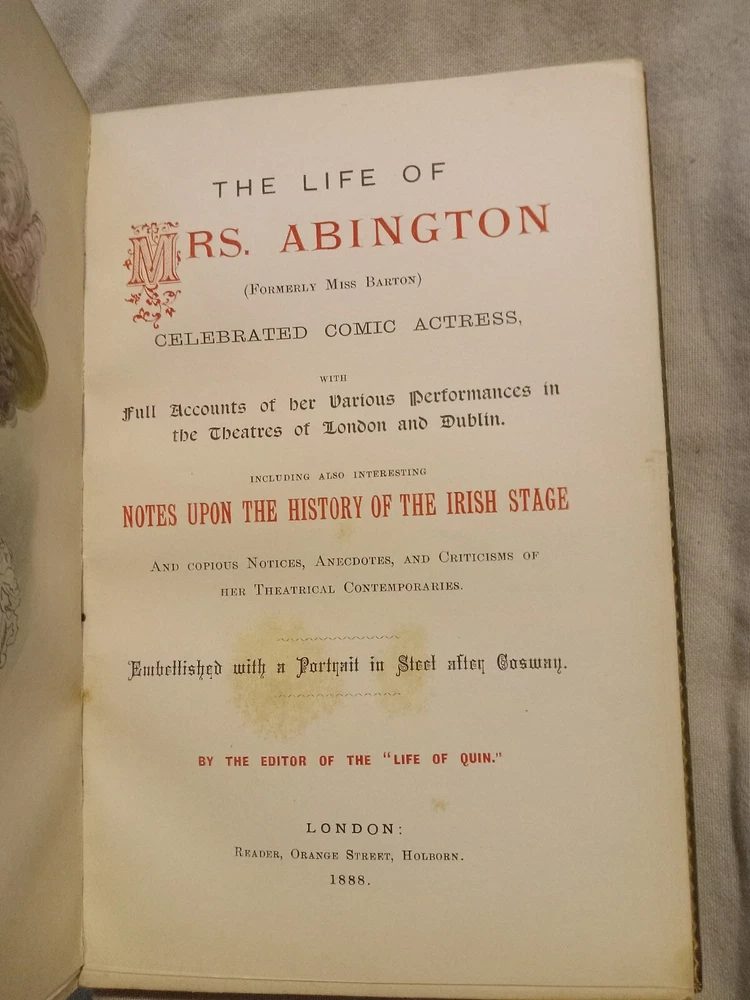 THE LIFE OF
MRS. ABINGTON
(FORMERLY MISS BARTON)
CELEBRATED COMIC ACTRESS,
WITH
Full Accounts of her Various Performances in
the Theatres of London and Dublin.
INCLUDING ALSO INTERESTING
NOTES UPON THE HISTORY OF THE IRISH STAGE
AND COPIOUS NOTICES, ANECDOTES, AND CRITICISMS OF
HER THEATRICAL CONTEMPORARIES.
Embellished with a Portrait in Steel after Cosway.
BY THE EDITOR OF THE "LIFE OF QUIN."
LONDON:
READER, ORANGE STREET, HOLBORN.
1888.